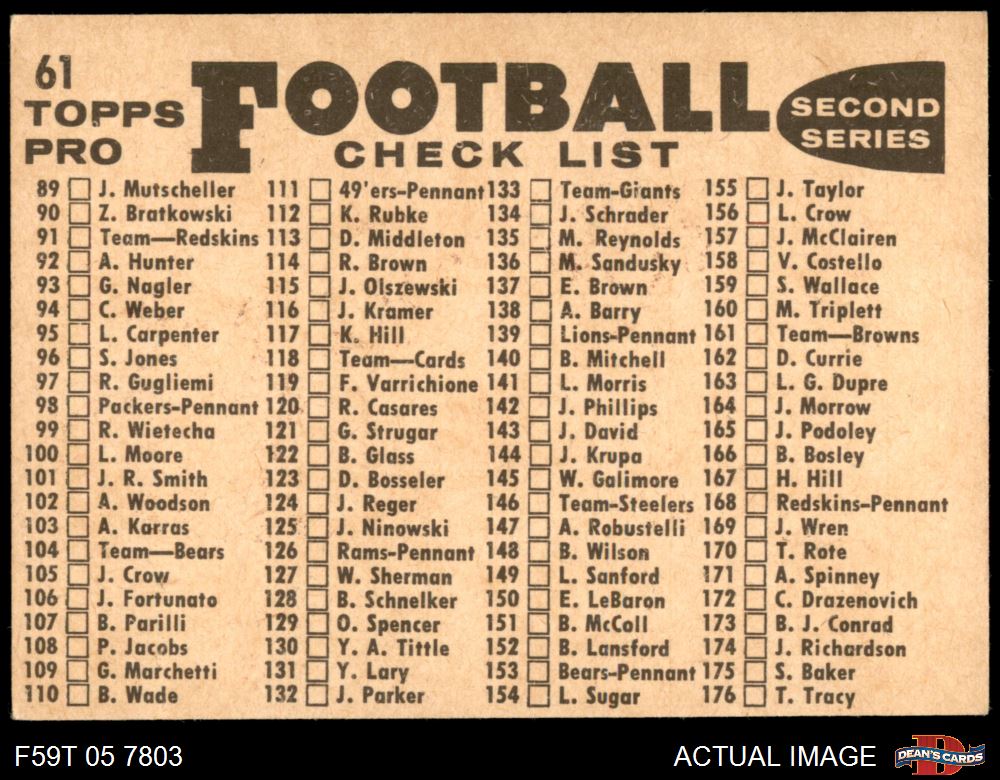 61
TOPPS
PRO
FOOTBALL
CHECK LIST
SECOND
SERIES
89 J. Mutscheller
90 Z. Bratkowski
91 Team—Redskins
92 A. Hunter
93 G. Nagler
94 C. Weber
95 L. Carpenter
96 S. Jones
97 R. Gugliemi
98 Packers-Pennant
99 R. Wietecha
100 L. Moore
101 J. R. Smith
102 A. Woodson
103 A. Karras
104 Team—Bears
105 J. Crow
106 J. Fortunato
107 B. Parilli
108 P. Jacobs
109 G. Marchetti
110 B. Wade
111 49'ers-Pennant
112 K. Rubke
113 D. Middleton
114 R. Brown
115 J. Olszewski
116 J. Kramer
117 K. Hill
118 Team—Cards
119 F. Varrichione
120 R. Casares
121 G. Strugar
122 B. Glass
123 D. Bosseler
124 J. Reger
125 J. Ninowski
126 Rams-Pennant
127 W. Sherman
128 B. Schnelker
129 O. Spencer
130 Y. A. Tittle
131 Y. Lary
132 J. Parker
133 Team-Giants
134 J. Schrader
135 M. Reynolds
136 M. Sandusky
137 E. Brown
138 A. Barry
139 Lions-Pennant
140 B. Mitchell
141 L. Morris
142 J. Phillips
143 J. David
144 J. Krupa
145 W. Galimore
146 Team-Steelers
147 A. Robustelli
148 B. Wilson
149 L. Sanford
150 E. LeBaron
151 B. McColl
152 B. Lansford
153 Bears-Pennant
154 L. Sugar
155 J. Taylor
156 L. Crow
157 J. McClairen
158 V. Costello
159 S. Wallace
160 M. Triplett
161 Team—Browns
162 D. Currie
163 L. G. Dupre
164 J. Morrow
165 J. Podoley
166 B. Bosley
167 H. Hill
168 Redskins-Pennant
169 J. Wren
170 T. Rote
171 A. Spinney
172 C. Drazenovich
173 B. J. Conrad
174 J. Richardson
175 S. Baker
176 T. Tracy
F59T 05 7803
ACTUAL IMAGE
DEAN'S CARDS